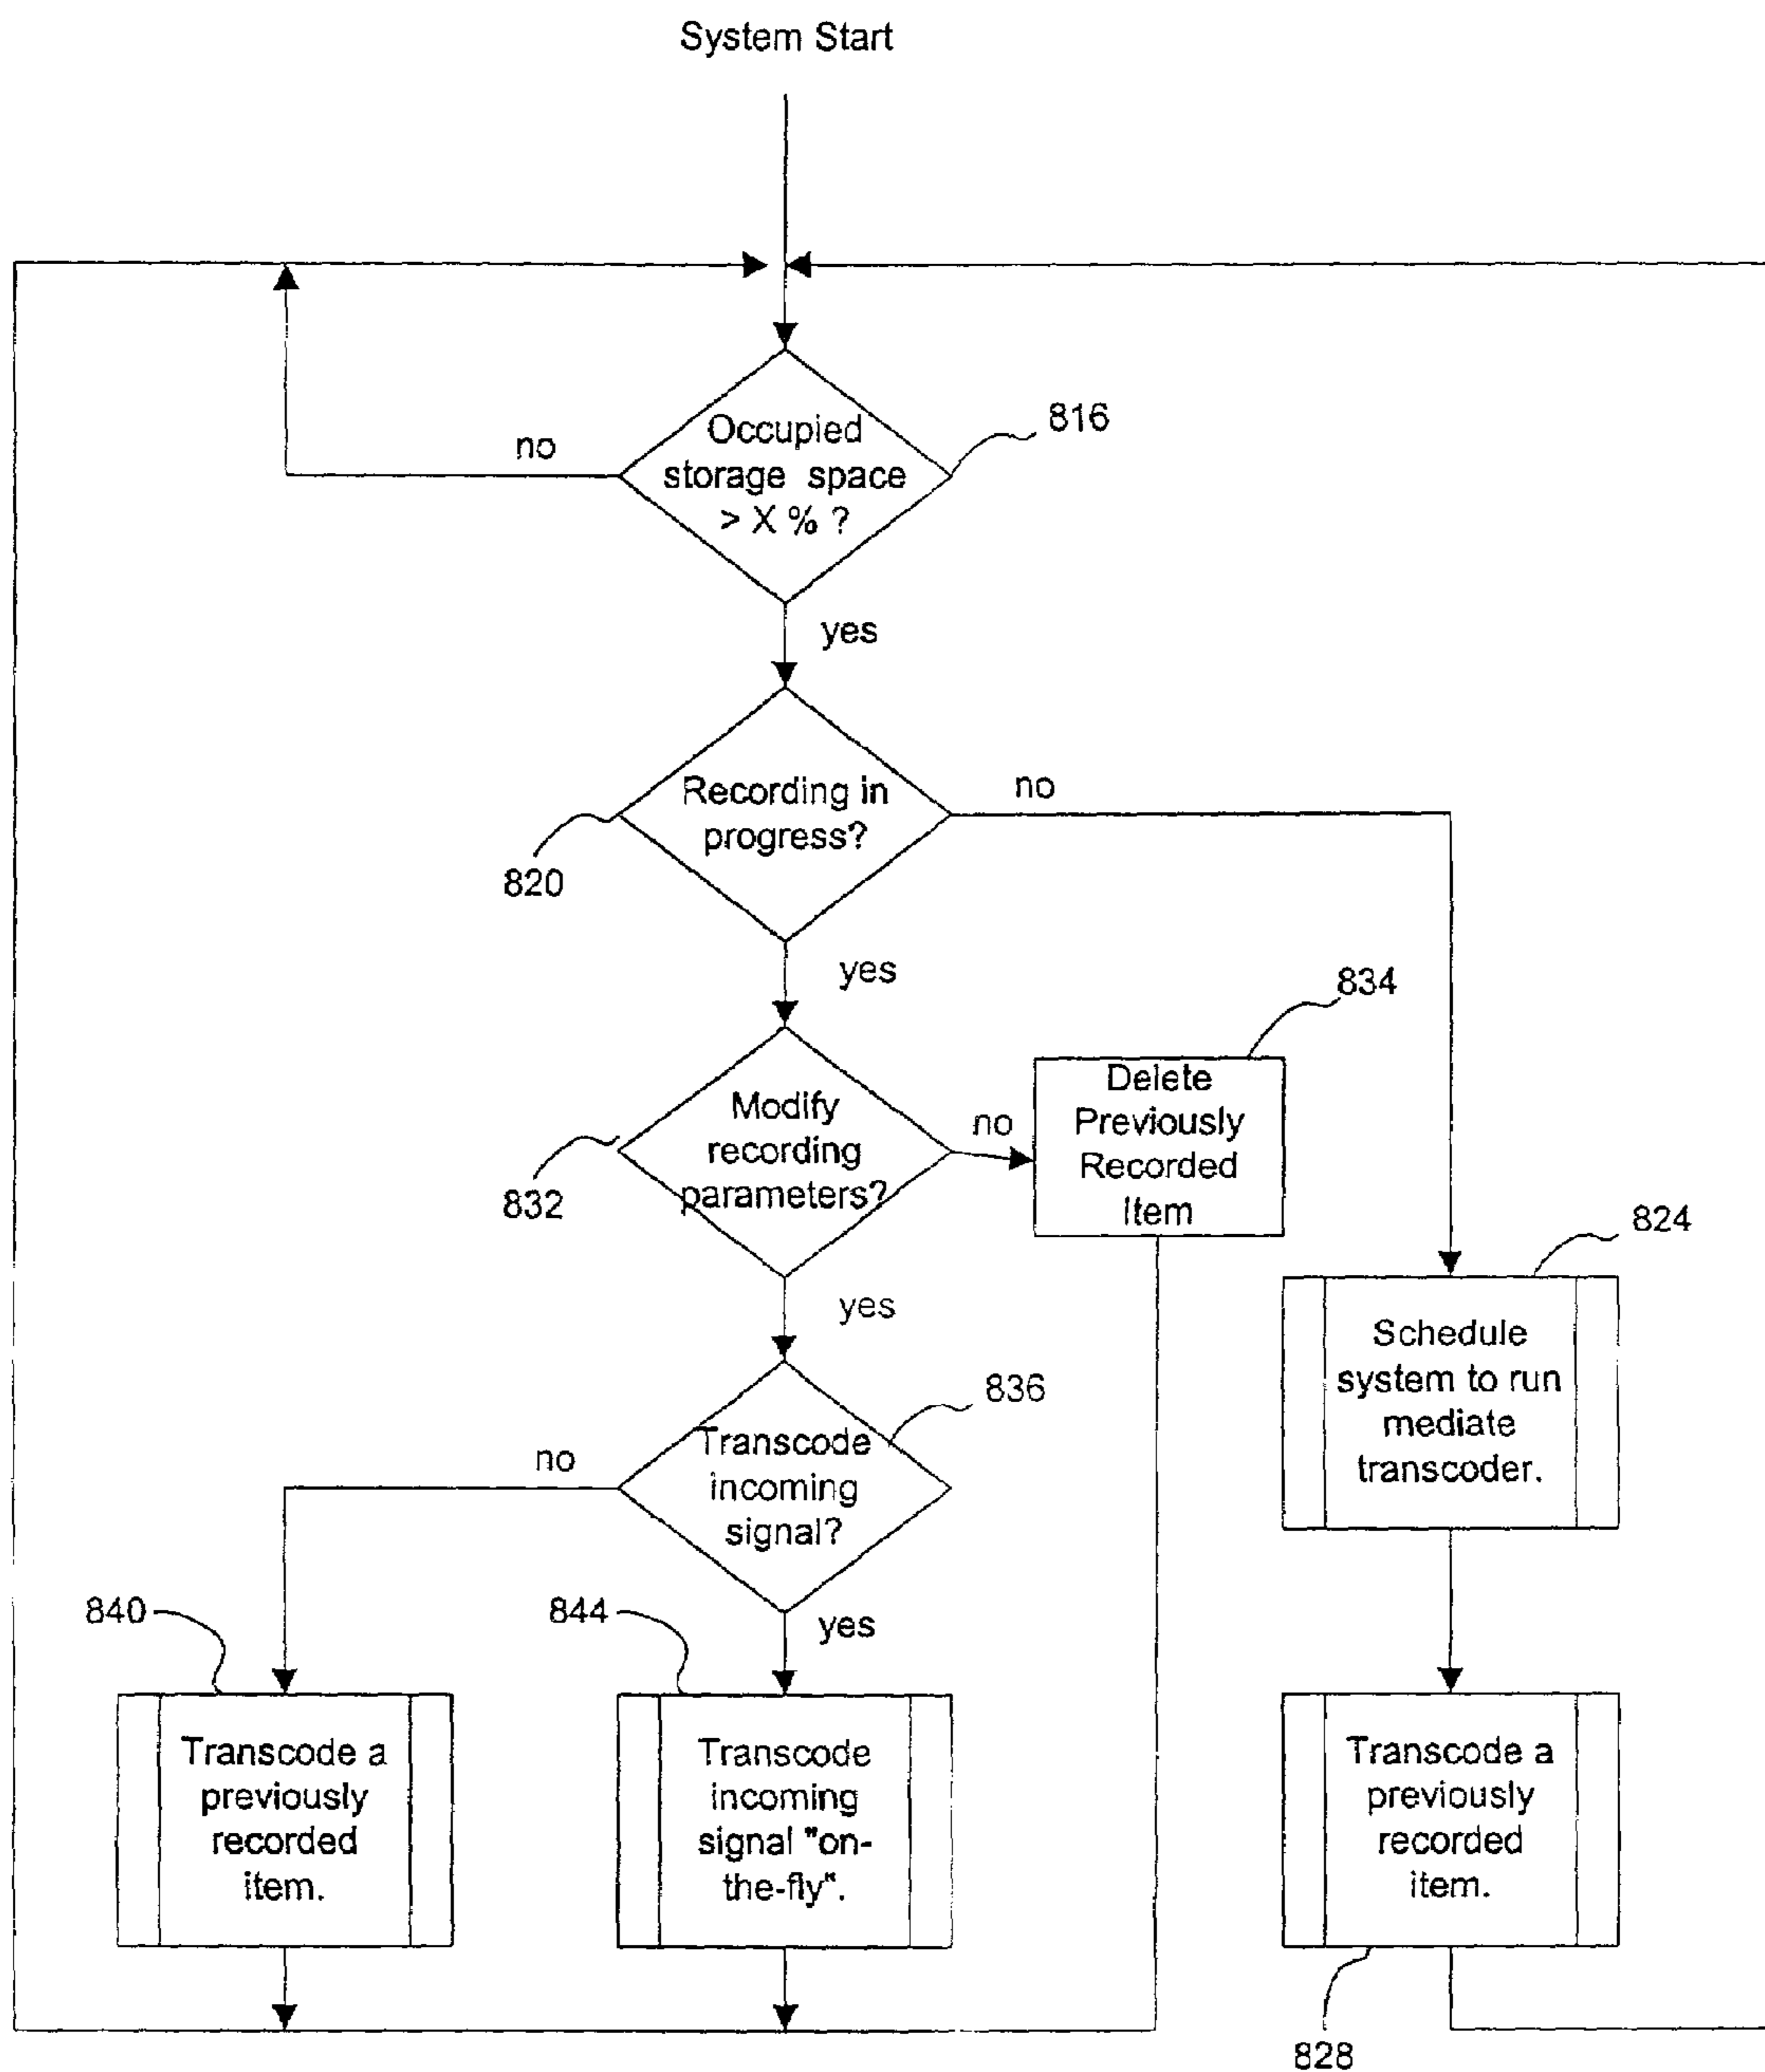 System Start
Occupied
storage space
> X % ?
816
no
yes
Recording in
progress?
820
no
yes
Modify
recording
parameters?
832
no
834
Delete
Previously
Recorded
Item
yes
824
Schedule
system to run
mediate
transcoder.
Transcode
incoming
signal?
836
no
yes
840
Transcode a
previously
recorded
item.
844
Transcode
incoming
signal "on-
the-fly".
Transcode a
previously
recorded
item.
828